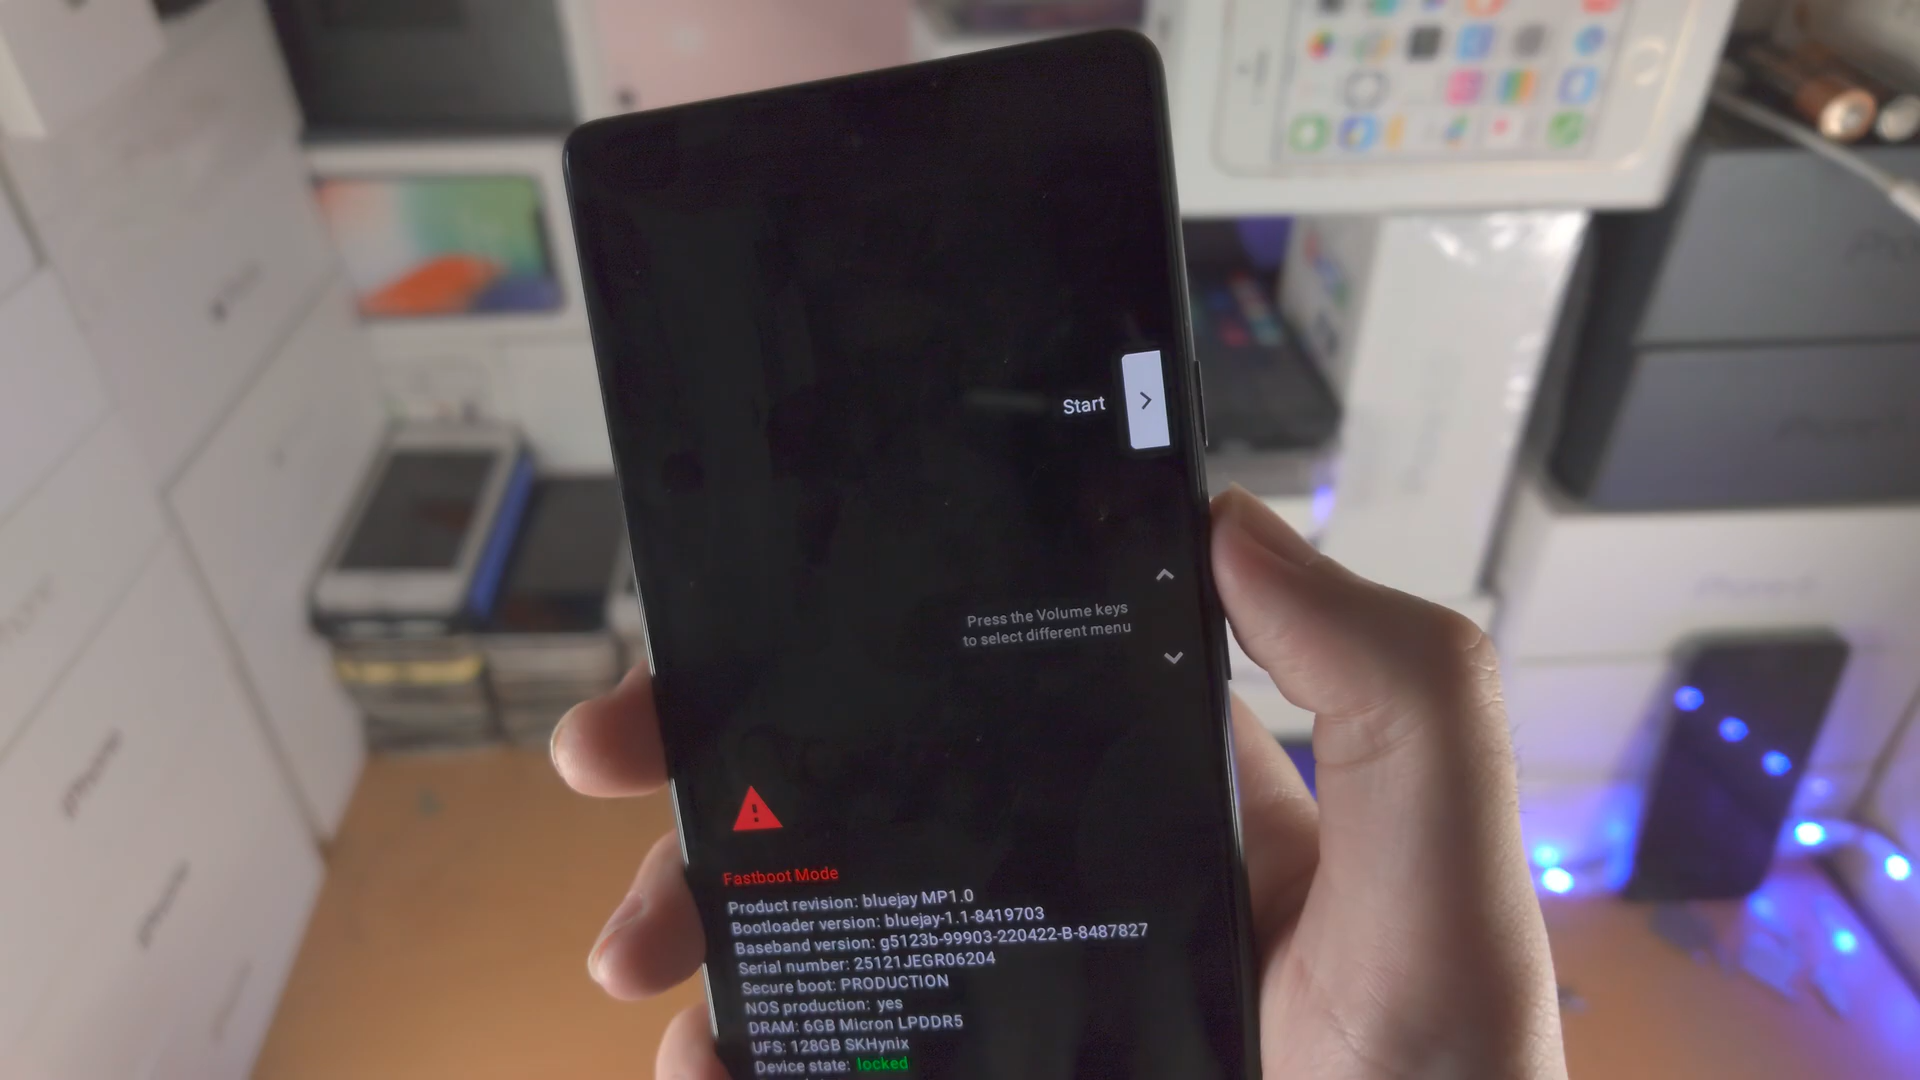 Start
Press the Volume keys
to select different menu
Fastboot Mode
Product revision: bluejay MP1.0
Bootloader version: bluejay-1.1-8419703
Baseband version: g5123b-99903-220422-B-8487827
Serial number: 25121JEGR06204
Secure boot: PRODUCTION
NOS production: yes
DRAM: 6GB Micron LPDDR5
UFS: 128GB SKHynix
Device state: locked
iPhone
iPhone